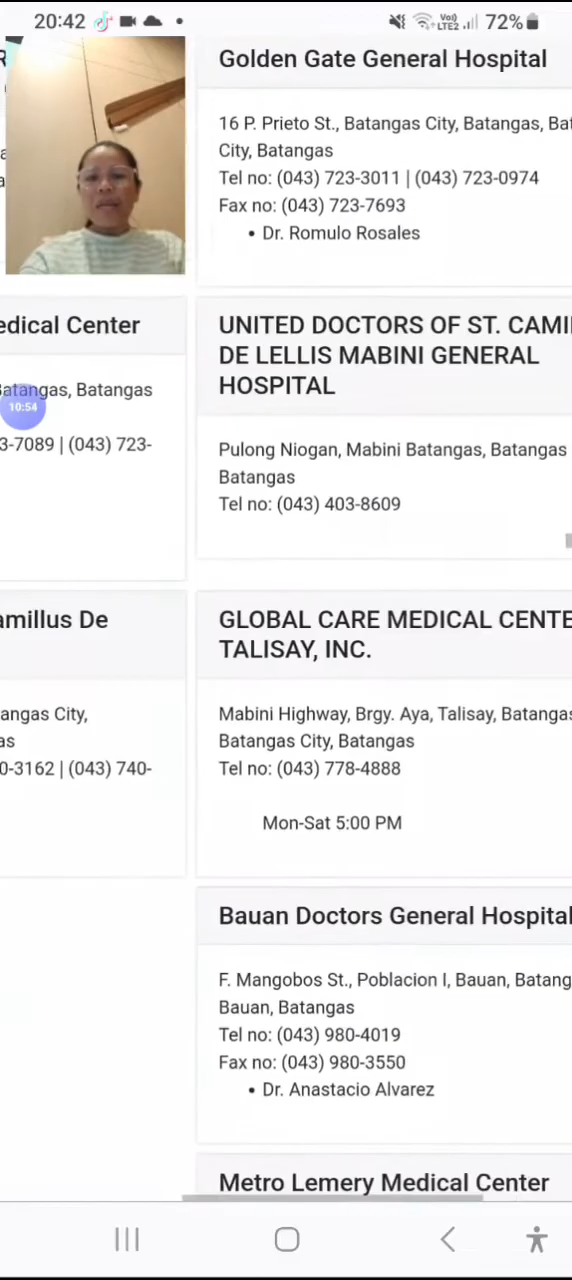 20:42
Vo)) LTE2 72%
Golden Gate General Hospital
16 P. Prieto St., Batangas City, Batangas, Bat
City, Batangas
Tel no: (043) 723-3011 | (043) 723-0974
Fax no: (043) 723-7693
• Dr. Romulo Rosales
edical Center
Batangas, Batangas
10:54
3-7089 | (043) 723-
UNITED DOCTORS OF ST. CAMI
DE LELLIS MABINI GENERAL
HOSPITAL
Pulong Niogan, Mabini Batangas, Batangas
Batangas
Tel no: (043) 403-8609
amillus De
angas City,
as
0-3162 | (043) 740-
GLOBAL CARE MEDICAL CENTE
TALISAY, INC.
Mabini Highway, Brgy. Aya, Talisay, Batangas
Batangas City, Batangas
Tel no: (043) 778-4888
Mon-Sat 5:00 PM
Bauan Doctors General Hospital
F. Mangobos St., Poblacion I, Bauan, Batang
Bauan, Batangas
Tel no: (043) 980-4019
Fax no: (043) 980-3550
• Dr. Anastacio Alvarez
Metro Lemery Medical Center